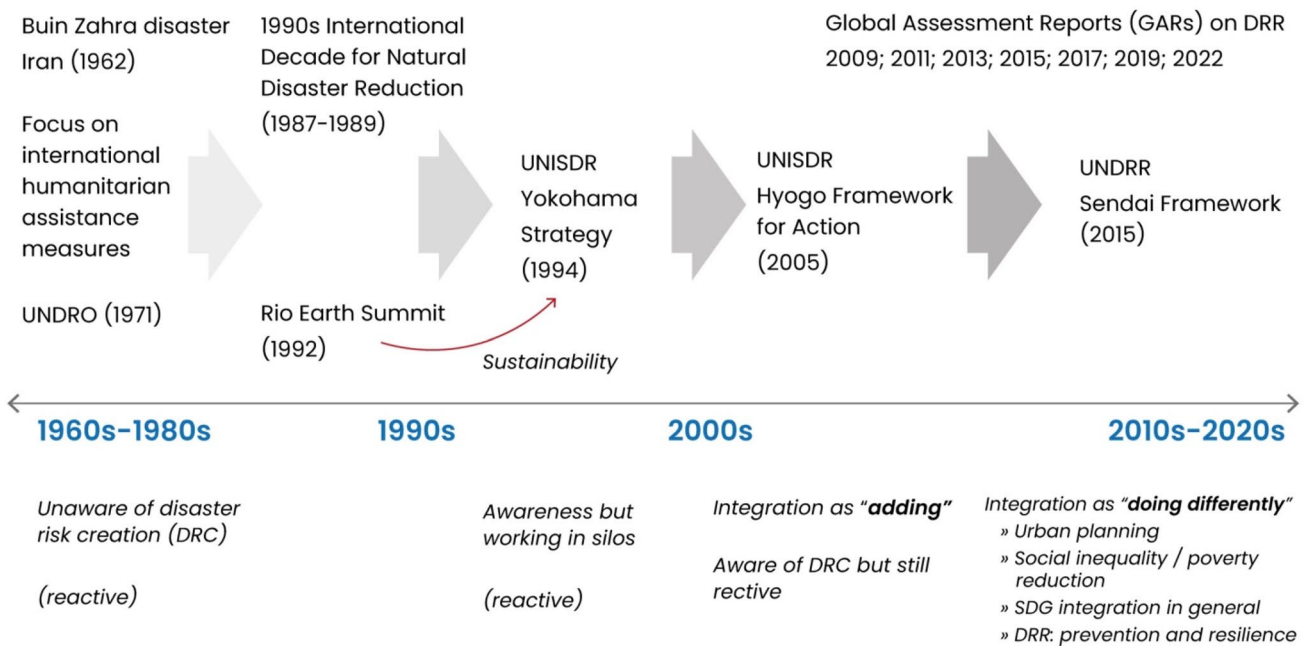 Buin Zahra disaster
Iran (1962)
Focus on
international
humanitarian
assistance
measures
UNDRO (1971)
1990s International
Decade for Natural
Disaster Reduction
(1987-1989)
Rio Earth Summit
(1992)
Sustainability
UNISDR
Yokohama
Strategy
(1994)
UNISDR
Hyogo Framework
for Action
(2005)
Global Assessment Reports (GARs) on DRR
2009; 2011; 2013; 2015; 2017; 2019; 2022
UNDRR
Sendai Framework
(2015)
1960s-1980s
1990s
2000s
2010s-2020s
Unaware of disaster
risk creation (DRC)
(reactive)
Awareness but
working in silos
(reactive)
Integration as “adding”
Aware of DRC but still
rective
Integration as “doing differently”
» Urban planning
» Social inequality / poverty
reduction
» SDG integration in general
» DRR: prevention and resilience